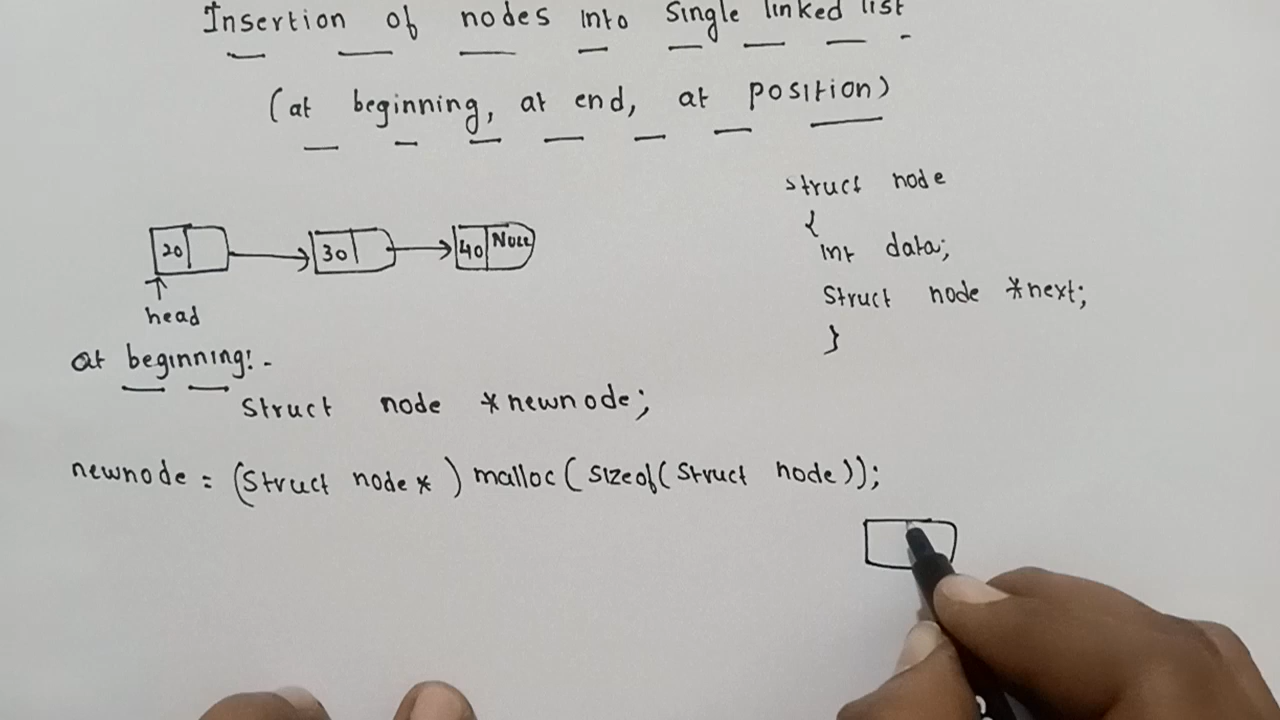 Insertion of nodes into Single linked list.
(at beginning, at end, at position)
struct node
{
int data;
Struct node *next;
}
20 30 40 NULL
head
at beginning:-
Struct node *newnode;
newnode = (Struct node*) malloc(sizeof(Struct node));